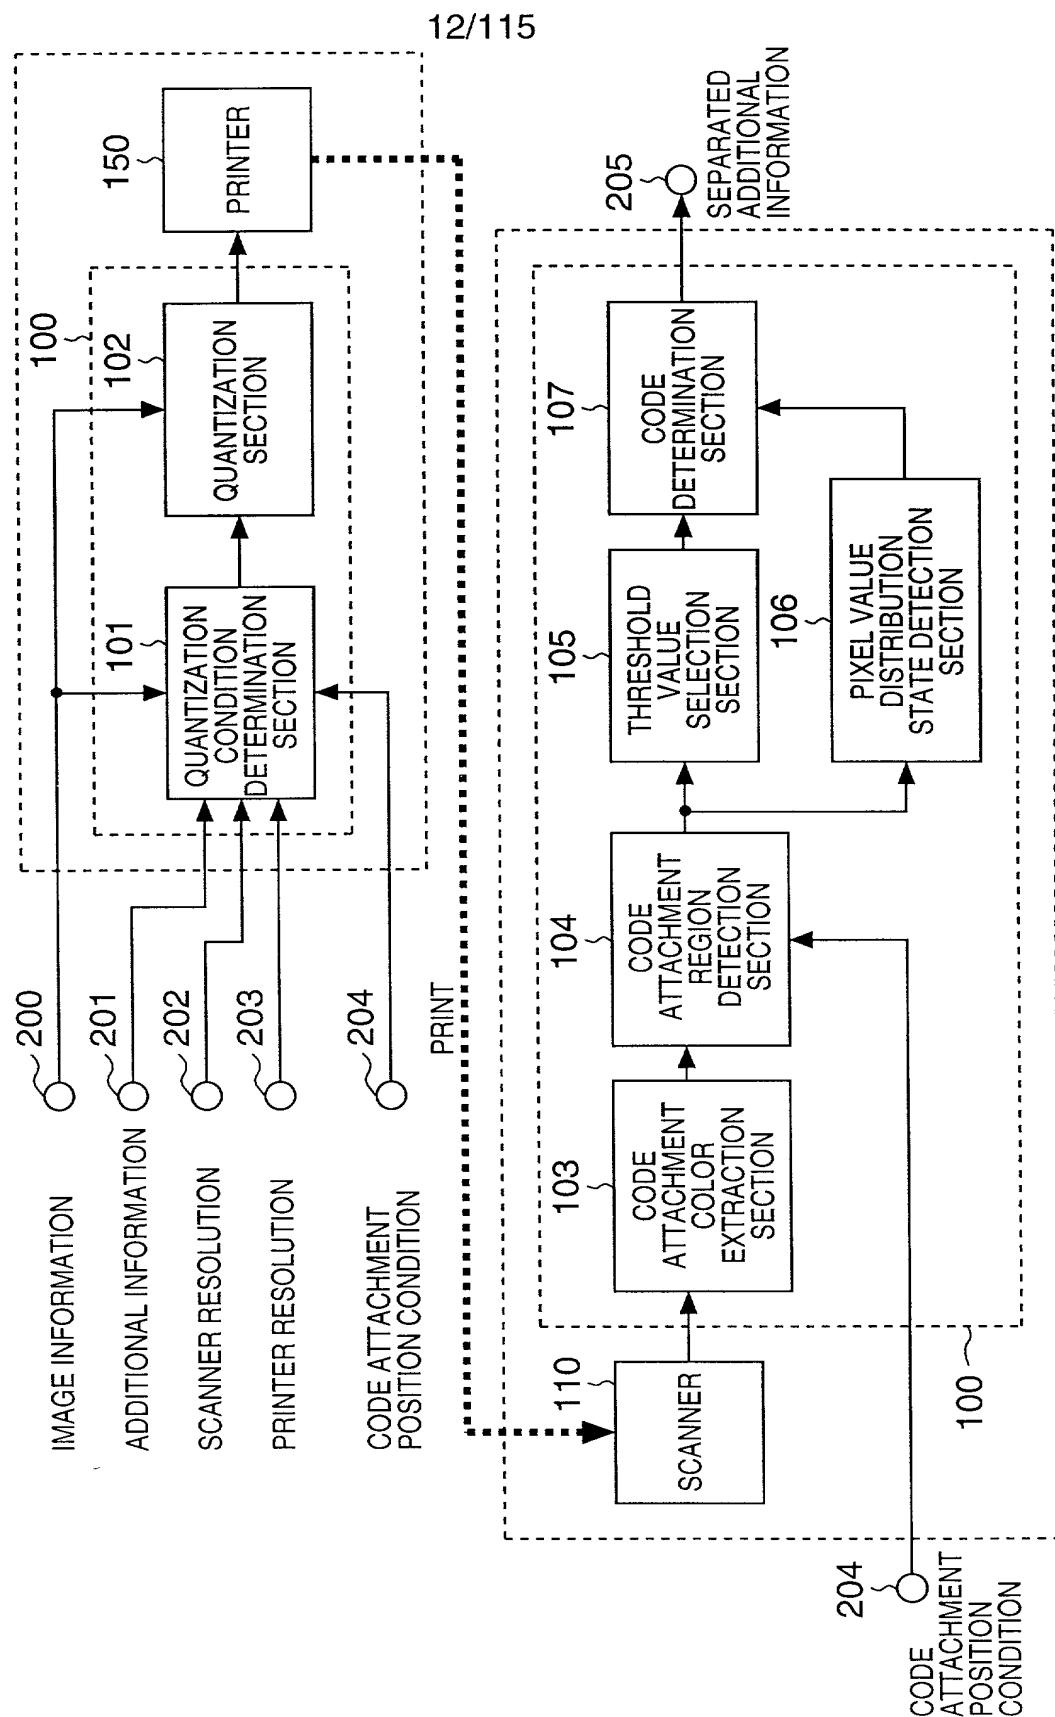 12/115
IMAGE INFORMATION
200
ADDITIONAL INFORMATION
201
SCANNER RESOLUTION
202
PRINTER RESOLUTION
203
CODE ATTACHMENT
POSITION CONDITION
204
100
101
QUANTIZATION
CONDITION
DETERMINATION
SECTION
102
QUANTIZATION
SECTION
150
PRINTER
PRINT
110
SCANNER
103
CODE
ATTACHMENT
COLOR
EXTRACTION
SECTION
104
CODE
ATTACHMENT
REGION
DETECTION
SECTION
105
THRESHOLD
VALUE
SELECTION
SECTION
106
PIXEL VALUE
DISTRIBUTION
STATE DETECTION
SECTION
107
CODE
DETERMINATION
SECTION
205
SEPARATED
ADDITIONAL
INFORMATION
100
204
CODE
ATTACHMENT
POSITION
CONDITION